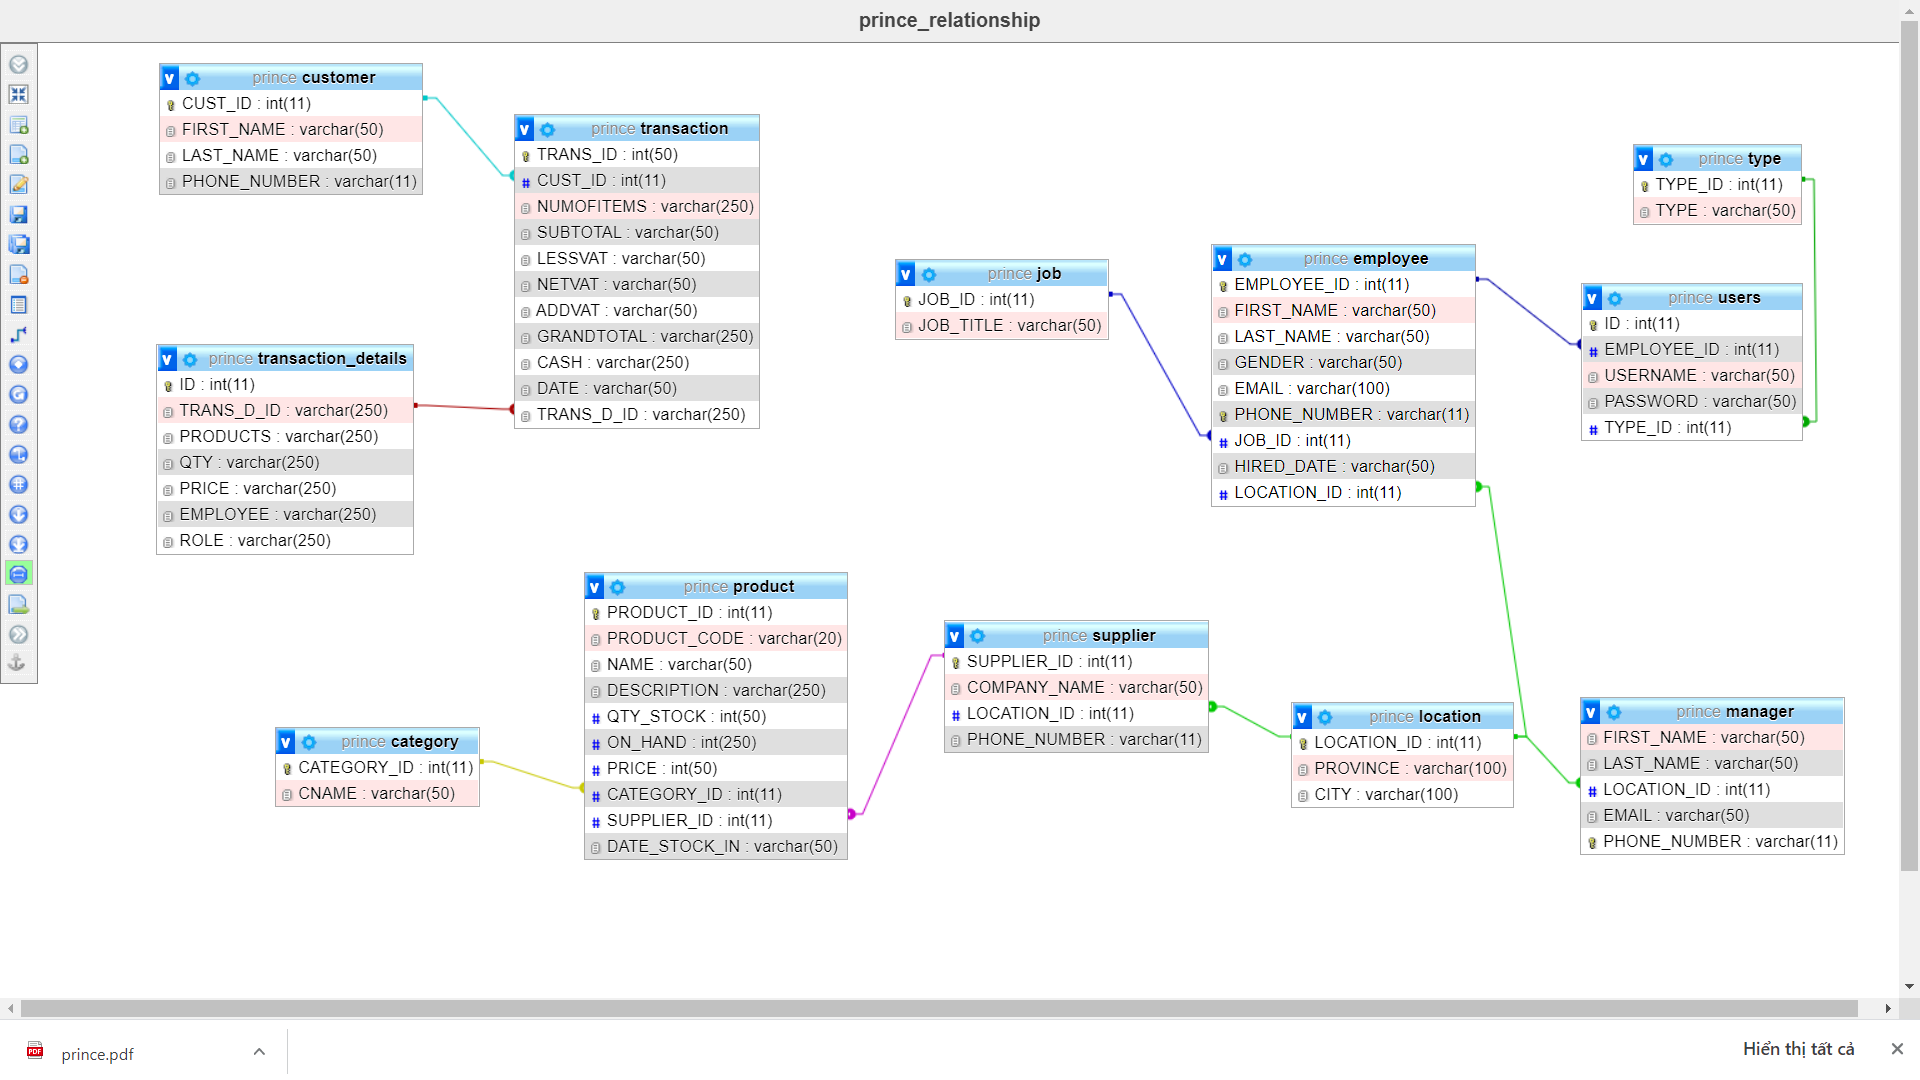 prince_relationship
prince customer
CUST_ID : int(11)
FIRST_NAME : varchar(50)
LAST_NAME : varchar(50)
PHONE_NUMBER : varchar(11)
prince transaction
TRANS_ID : int(50)
CUST_ID : int(11)
NUMOFITEMS : varchar(250)
SUBTOTAL : varchar(50)
LESSVAT : varchar(50)
NETVAT : varchar(50)
ADDVAT : varchar(50)
GRANDTOTAL : varchar(250)
CASH : varchar(250)
DATE : varchar(50)
TRANS_D_ID : varchar(250)
prince type
TYPE_ID : int(11)
TYPE : varchar(50)
prince job
JOB_ID : int(11)
JOB_TITLE : varchar(50)
prince employee
EMPLOYEE_ID : int(11)
FIRST_NAME : varchar(50)
LAST_NAME : varchar(50)
GENDER : varchar(50)
EMAIL : varchar(100)
PHONE_NUMBER : varchar(11)
JOB_ID : int(11)
HIRED_DATE : varchar(50)
LOCATION_ID : int(11)
prince users
ID : int(11)
EMPLOYEE_ID : int(11)
USERNAME : varchar(50)
PASSWORD : varchar(50)
TYPE_ID : int(11)
prince transaction_details
ID : int(11)
TRANS_D_ID : varchar(250)
PRODUCTS : varchar(250)
QTY : varchar(250)
PRICE : varchar(250)
EMPLOYEE : varchar(250)
ROLE : varchar(250)
prince product
PRODUCT_ID : int(11)
PRODUCT_CODE : varchar(20)
NAME : varchar(50)
DESCRIPTION : varchar(250)
QTY_STOCK : int(50)
ON_HAND : int(250)
PRICE : int(50)
CATEGORY_ID : int(11)
SUPPLIER_ID : int(11)
DATE_STOCK_IN : varchar(50)
prince supplier
SUPPLIER_ID : int(11)
COMPANY_NAME : varchar(50)
LOCATION_ID : int(11)
PHONE_NUMBER : varchar(11)
prince category
CATEGORY_ID : int(11)
CNAME : varchar(50)
prince location
LOCATION_ID : int(11)
PROVINCE : varchar(100)
CITY : varchar(100)
prince manager
FIRST_NAME : varchar(50)
LAST_NAME : varchar(50)
LOCATION_ID : int(11)
EMAIL : varchar(50)
PHONE_NUMBER : varchar(11)
prince.pdf
Hiển thị tất cả